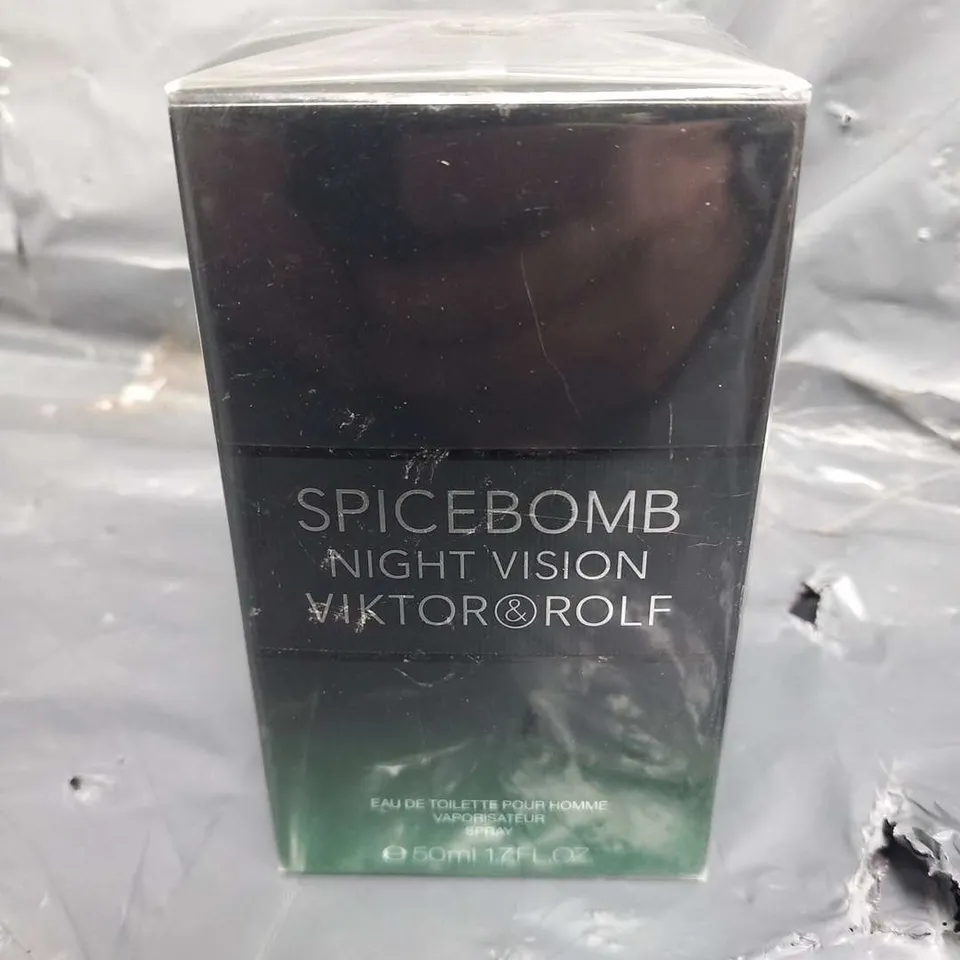 SPICEBOMB
NIGHT VISION
VIKTOR&ROLF
EAU DE TOILETTE POUR HOMME
VAPORISATEUR
SPRAY
℮ 50ml 1.7FL.OZ